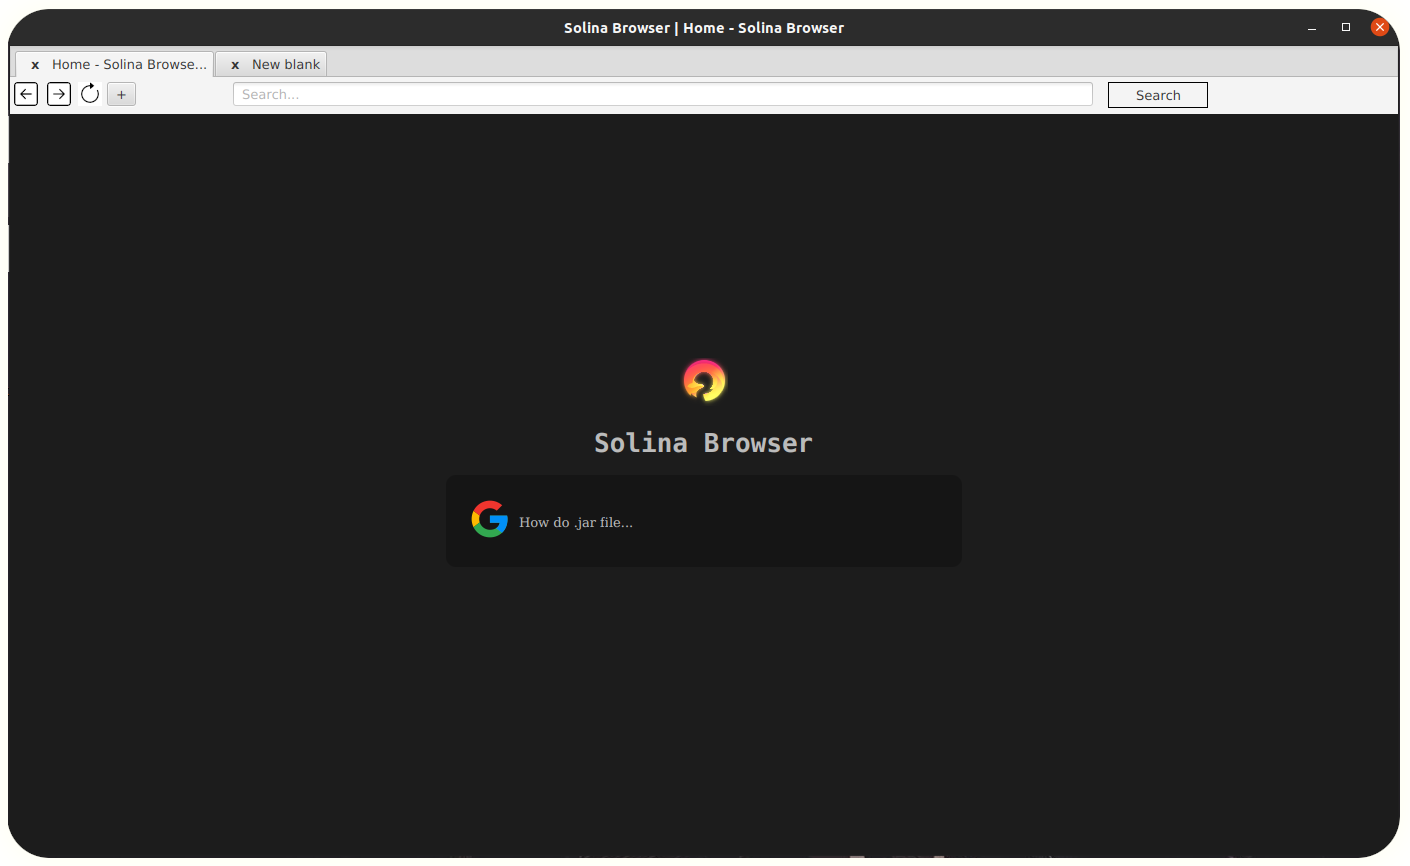 Solina Browser | Home - Solina Browser
x Home - Solina Browse... x New blank
+ Search... Search
Solina Browser
How do .jar file...